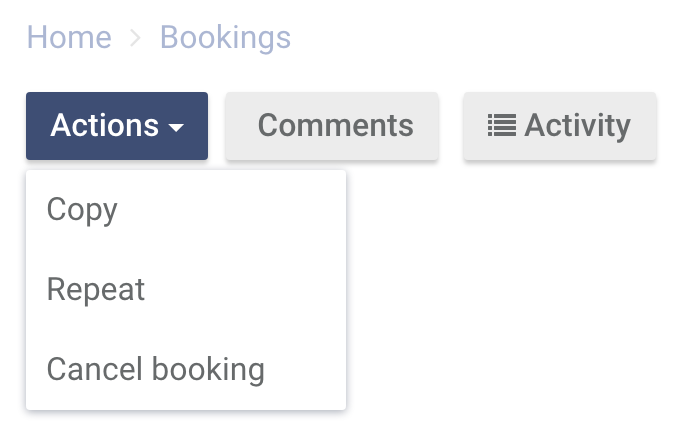 Home Bookings
Actions Comments Activity
Copy
Repeat
Cancel booking